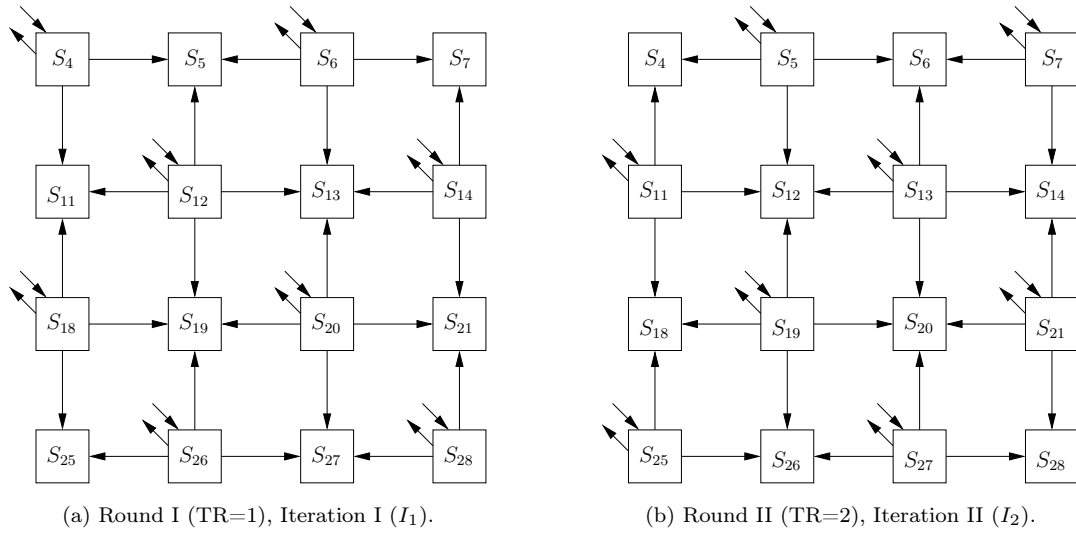 S4 S5 S6 S7 S4 S5 S6 S7
S11 S12 S13 S14 S11 S12 S13 S14
S18 S19 S20 S21 S18 S19 S20 S21
S25 S26 S27 S28 S25 S26 S27 S28
(a) Round I (TR=1), Iteration I (I1).
(b) Round II (TR=2), Iteration II (I2).